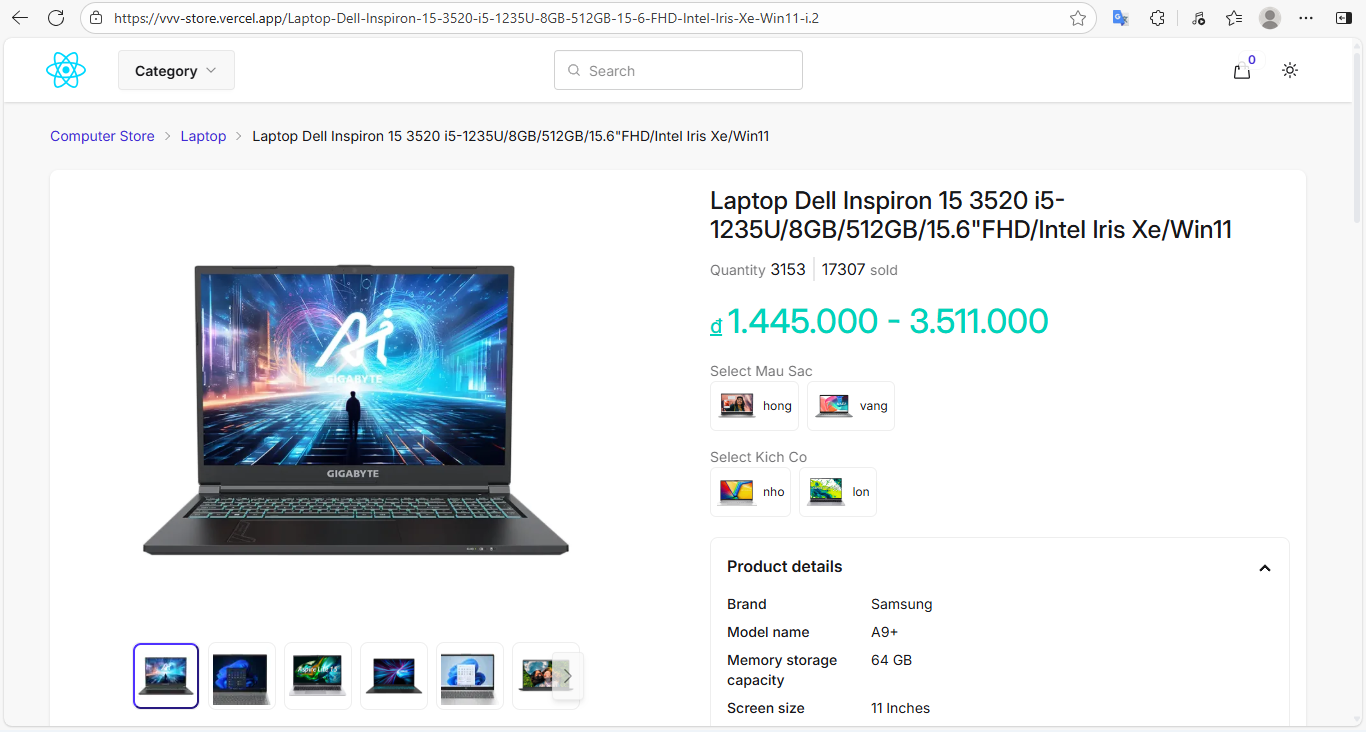 https://vvv-store.vercel.app/Laptop-Dell-Inspiron-15-3520-i5-1235U-8GB-512GB-15-6-FHD-Intel-Iris-Xe-Win11-i.2
Category
Search
0
Computer Store > Laptop > Laptop Dell Inspiron 15 3520 i5-1235U/8GB/512GB/15.6"FHD/Intel Iris Xe/Win11
Laptop Dell Inspiron 15 3520 i5-
1235U/8GB/512GB/15.6"FHD/Intel Iris Xe/Win11
Quantity 3153 17307 sold
₫ 1.445.000 - 3.511.000
Select Mau Sac
hong vang
Select Kich Co
nho lon
Ai
GIGABYTE
GIGABYTE
Product details
Brand Samsung
Model name A9+
Memory storage capacity 64 GB
Screen size 11 Inches
Aspire Lite 15